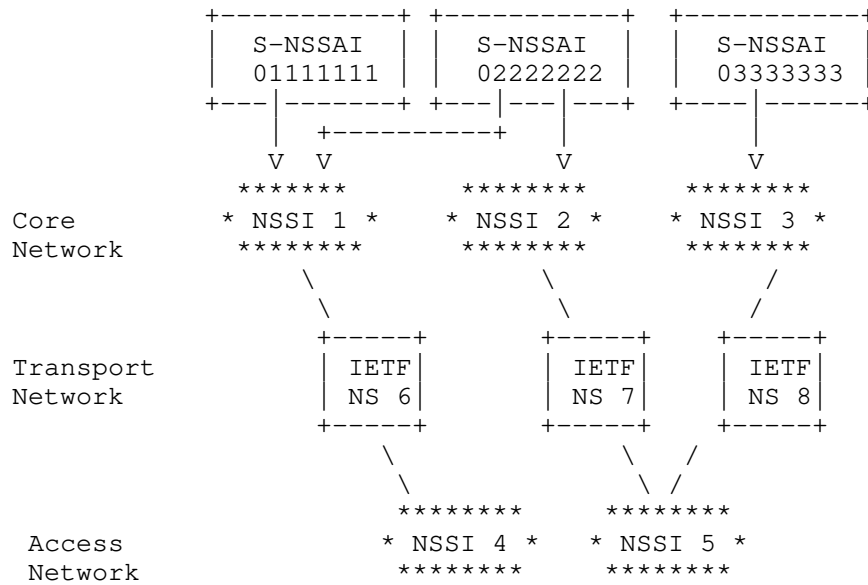 S-NSSAI S-NSSAI S-NSSAI
01111111 02222222 03333333
V V V V
Core * NSSI 1 * * NSSI 2 * * NSSI 3 *
Network
Transport IETF IETF IETF
Network NS 6 NS 7 NS 8
Access * NSSI 4 * * NSSI 5 *
Network